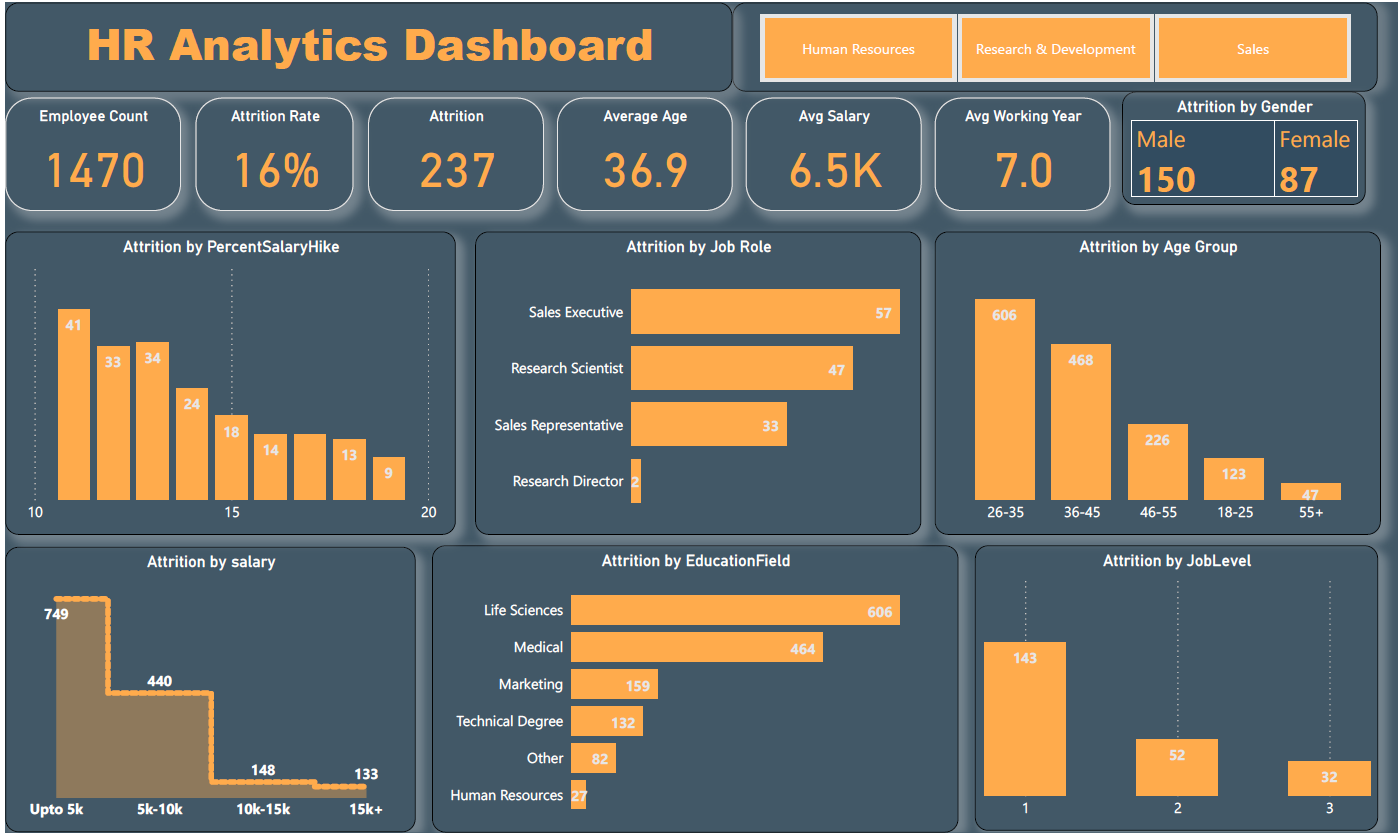 HR Analytics Dashboard
Human Resources
Research & Development
Sales
Employee Count
1470
Attrition Rate
16%
Attrition
237
Average Age
36.9
Avg Salary
6.5K
Avg Working Year
7.0
Attrition by Gender
Male
150
Female
87
Attrition by PercentSalaryHike
41
33
34
24
18
14
13
9
10
15
20
Attrition by Job Role
Sales Executive
57
Research Scientist
47
Sales Representative
33
Research Director
2
Attrition by Age Group
606
468
226
123
47
26-35
36-45
46-55
18-25
55+
Attrition by salary
749
440
148
133
Upto 5k
5k-10k
10k-15k
15k+
Attrition by EducationField
Life Sciences
606
Medical
464
Marketing
159
Technical Degree
132
Other
82
Human Resources
27
Attrition by JobLevel
143
52
32
1
2
3